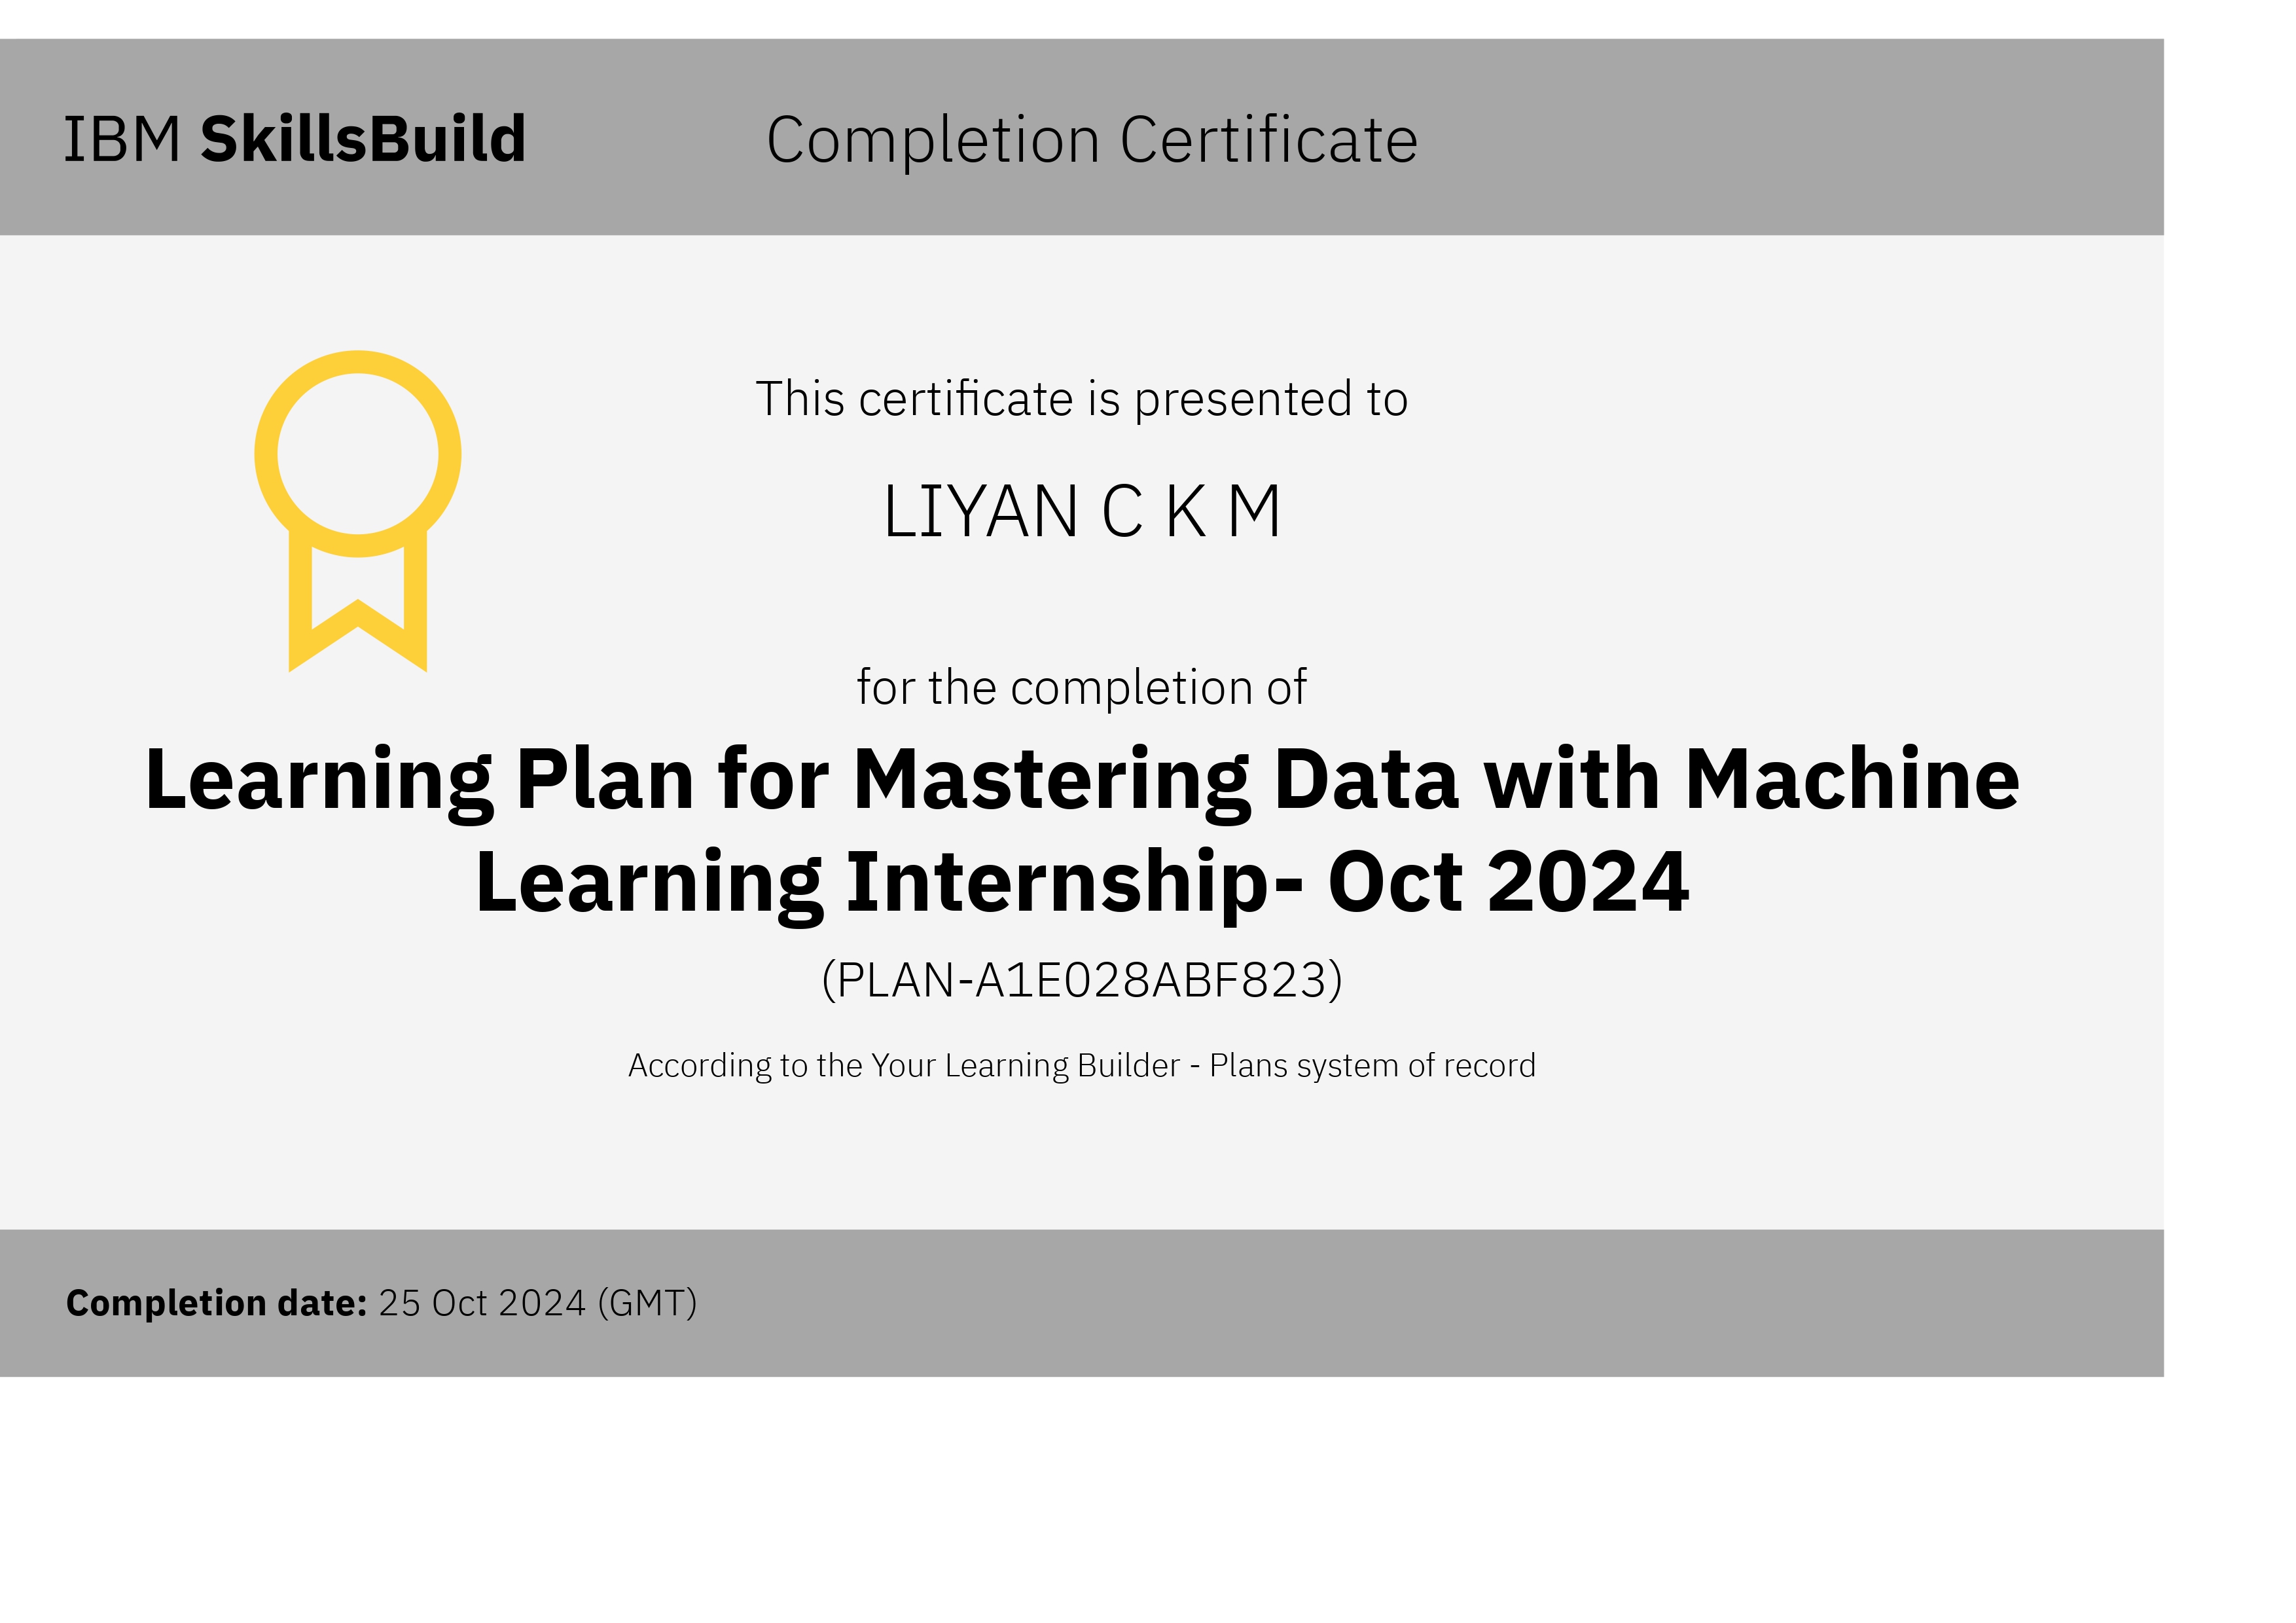 IBM SkillsBuild
Completion Certificate
This certificate is presented to
LIYAN C K M
for the completion of
Learning Plan for Mastering Data with Machine
Learning Internship- Oct 2024
(PLAN-A1E028ABF823)
According to the Your Learning Builder - Plans system of record
Completion date: 25 Oct 2024 (GMT)